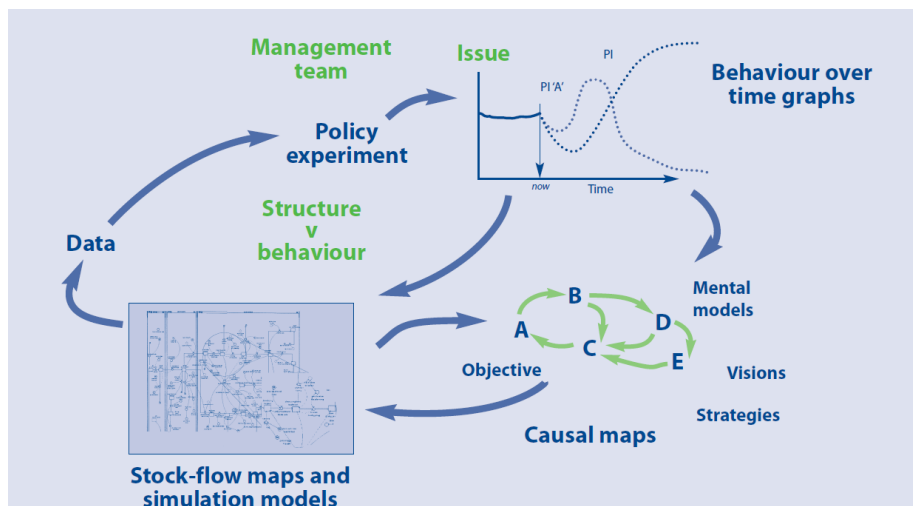 Management
team
Issue
PI
PI 'A'
Behaviour over
time graphs
Policy
experiment
now
Time
Structure
v
behaviour
Data
Mental
models
B
A
D
C
E
Objective
Visions
Strategies
Causal maps
Stock-flow maps and
simulation models